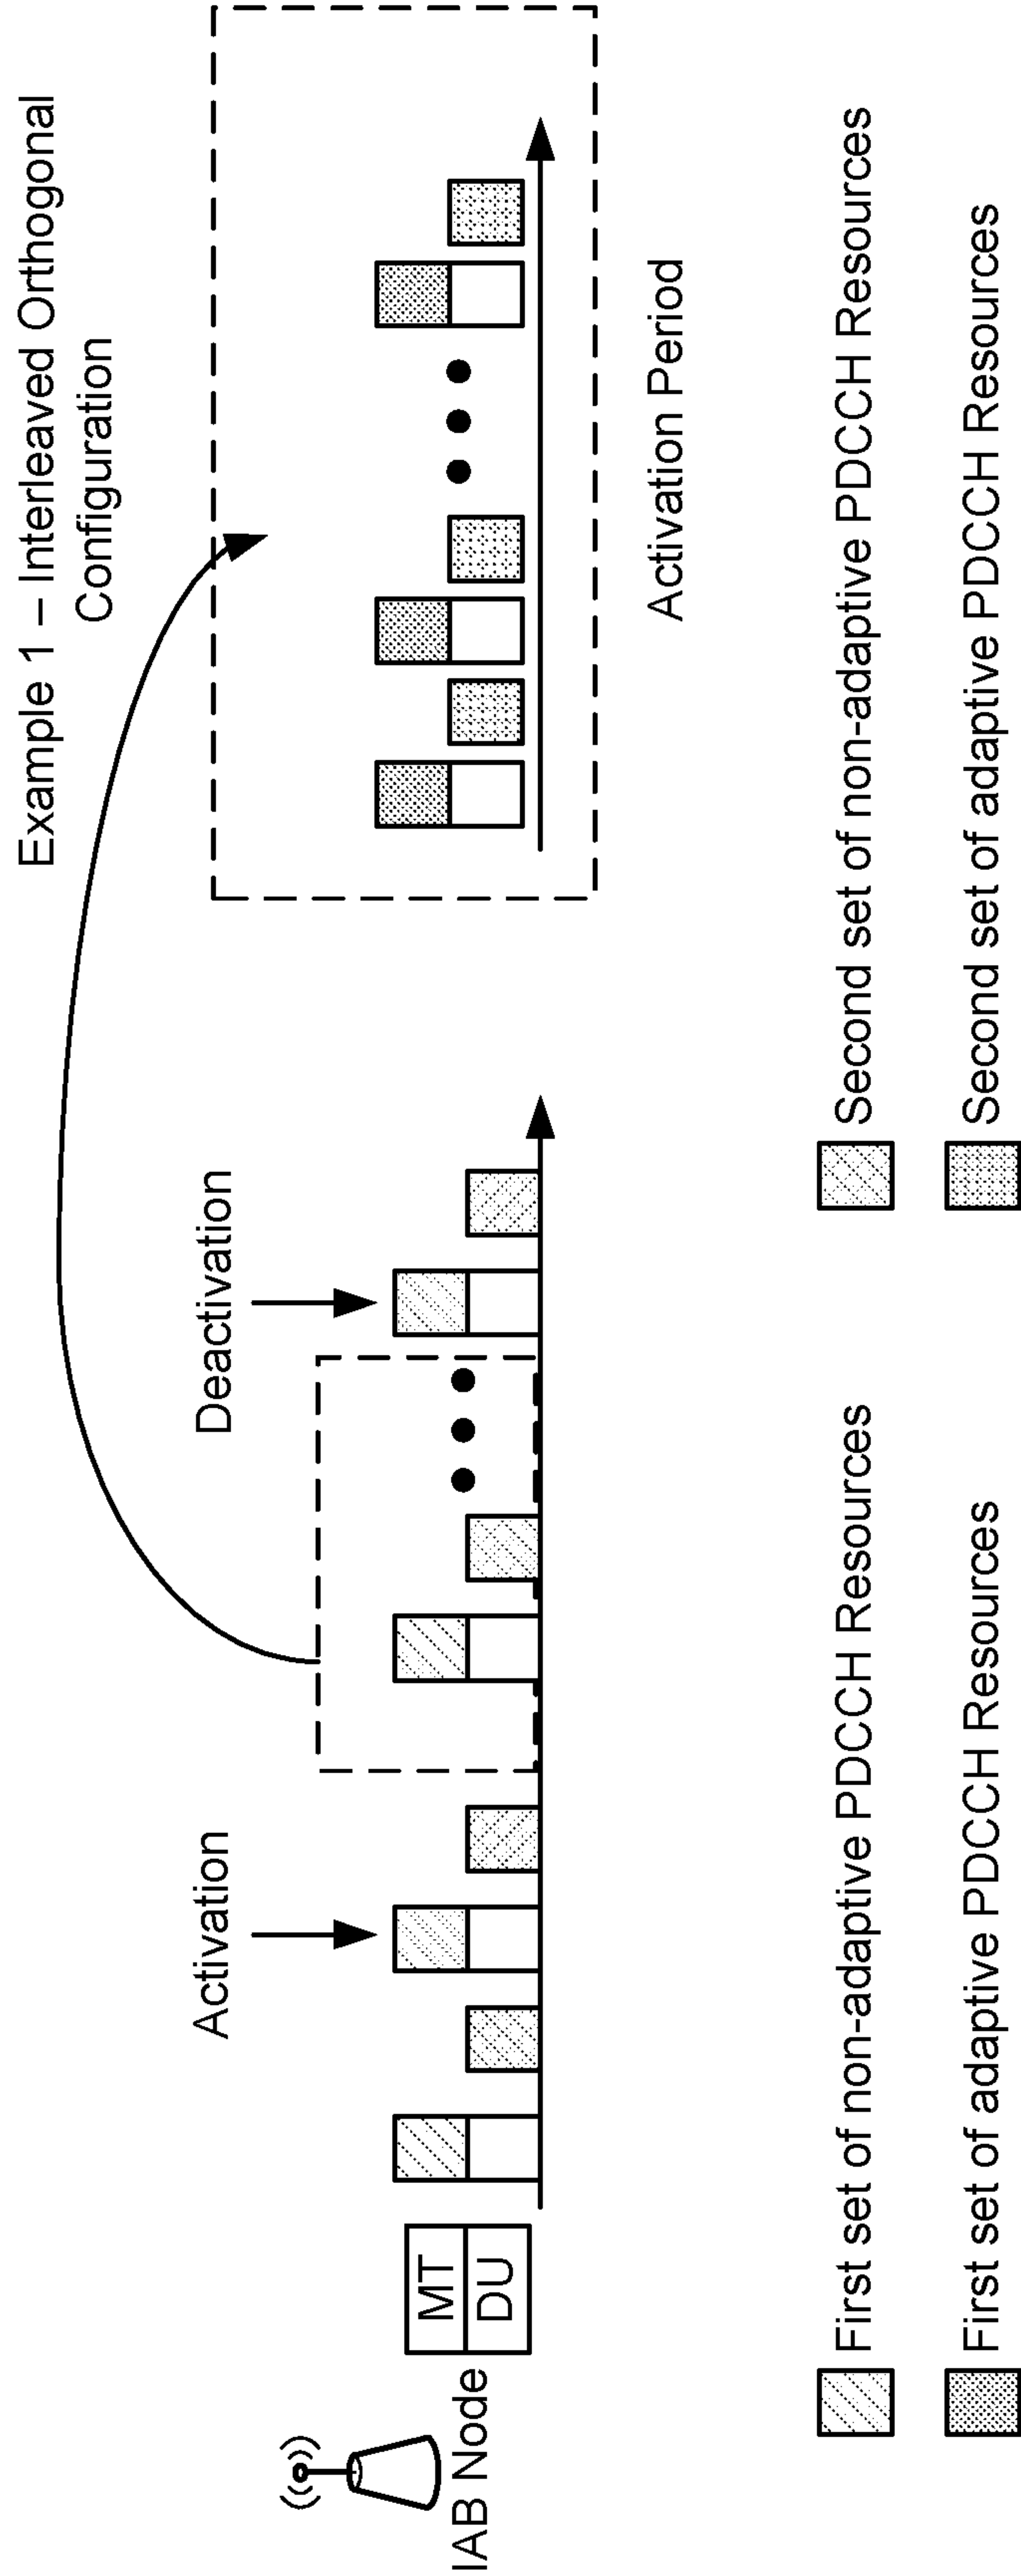 Example 1 – Interleaved Orthogonal
Configuration
Activation
Deactivation
MT
DU
IAB Node
Activation Period
First set of non-adaptive PDCCH Resources
Second set of non-adaptive PDCCH Resources
First set of adaptive PDCCH Resources
Second set of adaptive PDCCH Resources